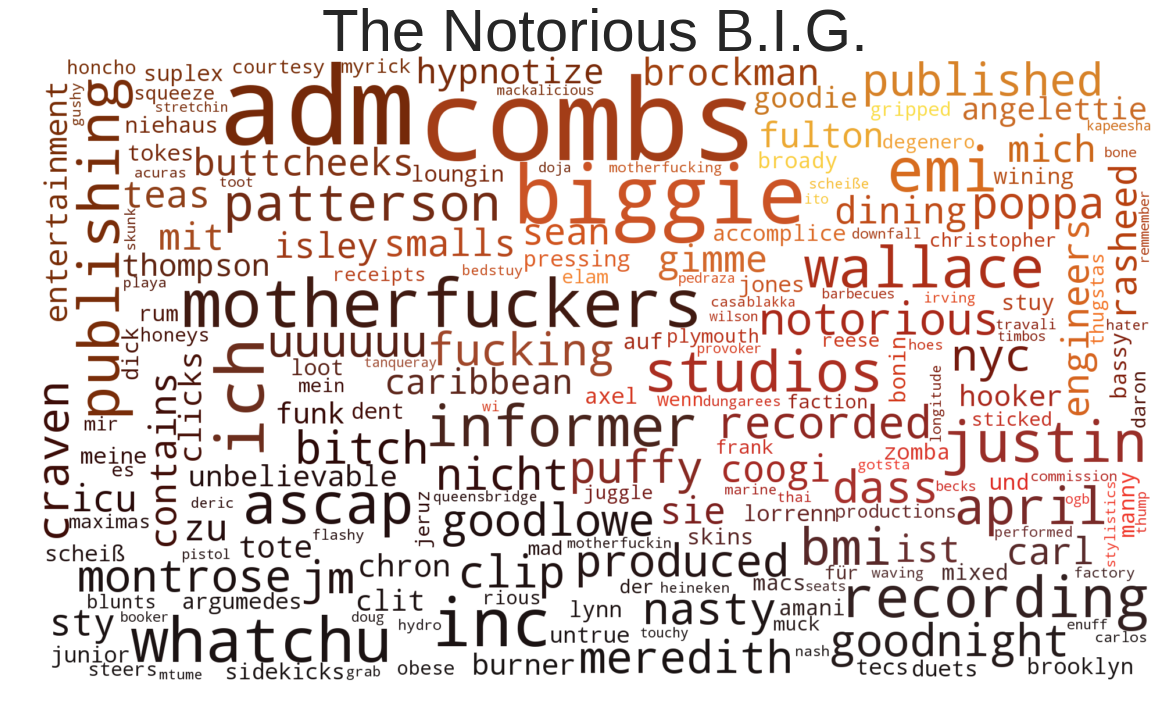 The Notorious B.I.G.
honcho suplex courtesy myrick hypnotize brockman published
squeeze stretchin adm combs mackalicious goodie gripped angelettie
gushy niehaus fulton degenero kapeesha
entertainment publishing tokes buttcheeks loungin doja motherfucking broady emi mich bone
acuras toot biggie scheiße ito wining
teas patterson dining poppa rasheed remmember
skunk mit isley smalls sean accomplice downfall christopher
thompson receipts bedstuy pressing gimme wallace engineers thugstas
playa elam pedraza jones barbecues irving stuy
rum motherfuckers casablakka wilson notorious travali hater
honeys uuuuuu fucking auf plymouth provoker reese hoes timbos
dick ich loot tanqueray studios bonin nyc bassy
clicks mein caribbean axel wenn dungarees faction longitude hooker daron
craven contains mir funk dent wi informer recorded sticked
meine bitch frank zomba justin
es unbelievable nicht puffy coogi gotsta und commission
icu deric ascap jeruz queensbridge juggle marine thai dass becks april ogb manny thump
maximas zu flashy goodlowe sie lorrenn productions stylistics
scheiß pistol tote mad motherfuckin skins bmi ist performed carl
montrose jm chron clip produced für waving mixed factory
blunts argumedes clit rious der heineken macs seats recording
sty booker doug hydro inc lynn nasty amani enuff
whatchu untrue touchy muck goodnight carlos
junior steers mtume sidekicks grab obese burner meredith nash tecs duets brooklyn